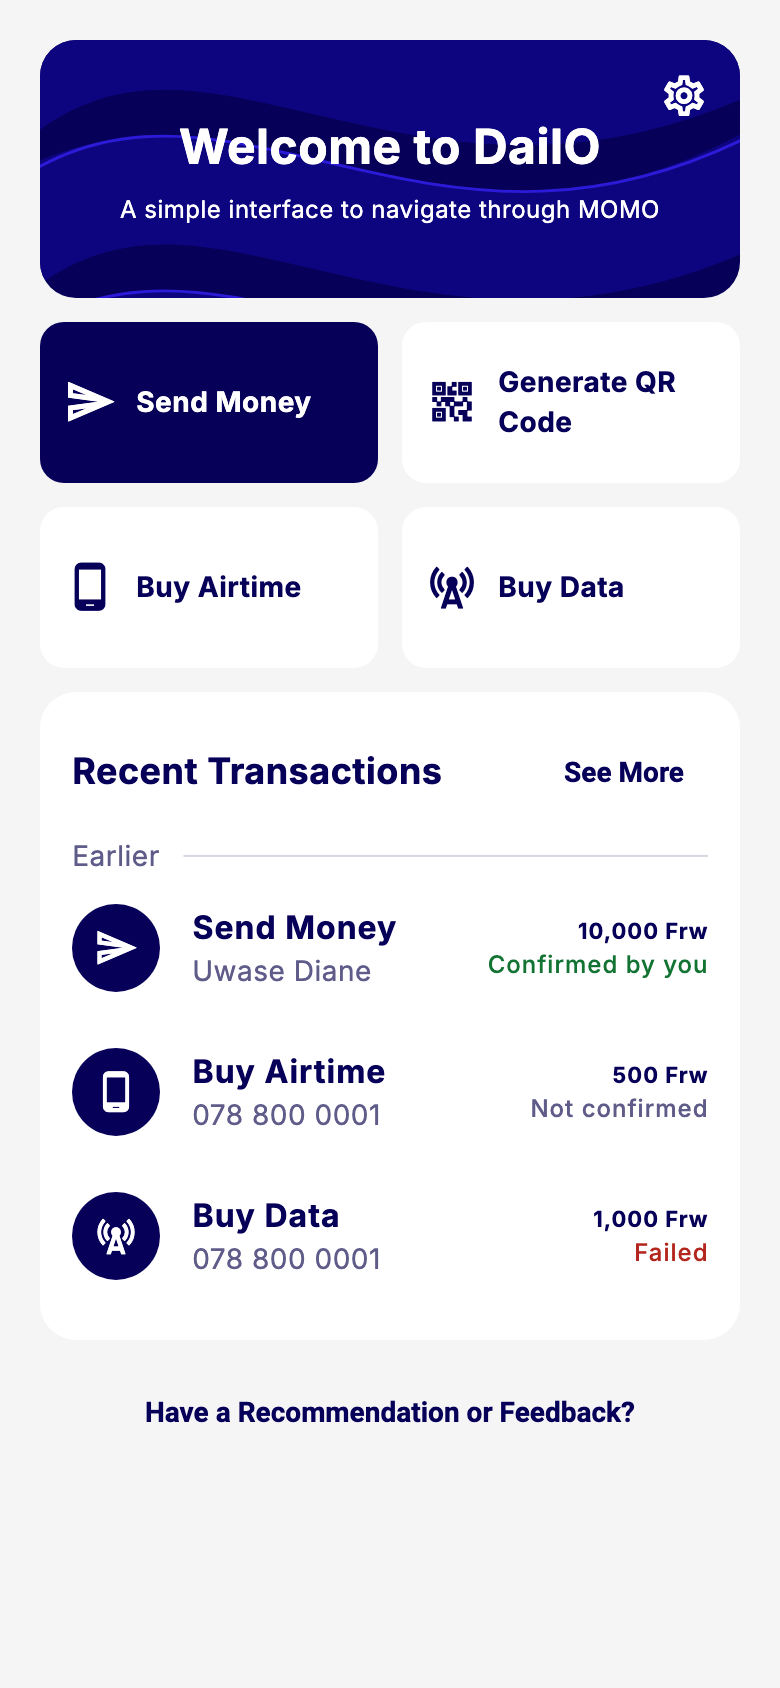 Welcome to DailO
A simple interface to navigate through MOMO
Send Money
Generate QR
Code
Buy Airtime
Buy Data
Recent Transactions
See More
Earlier
Send Money
10,000 Frw
Uwase Diane
Confirmed by you
Buy Airtime
500 Frw
078 800 0001
Not confirmed
Buy Data
1,000 Frw
078 800 0001
Failed
Have a Recommendation or Feedback?